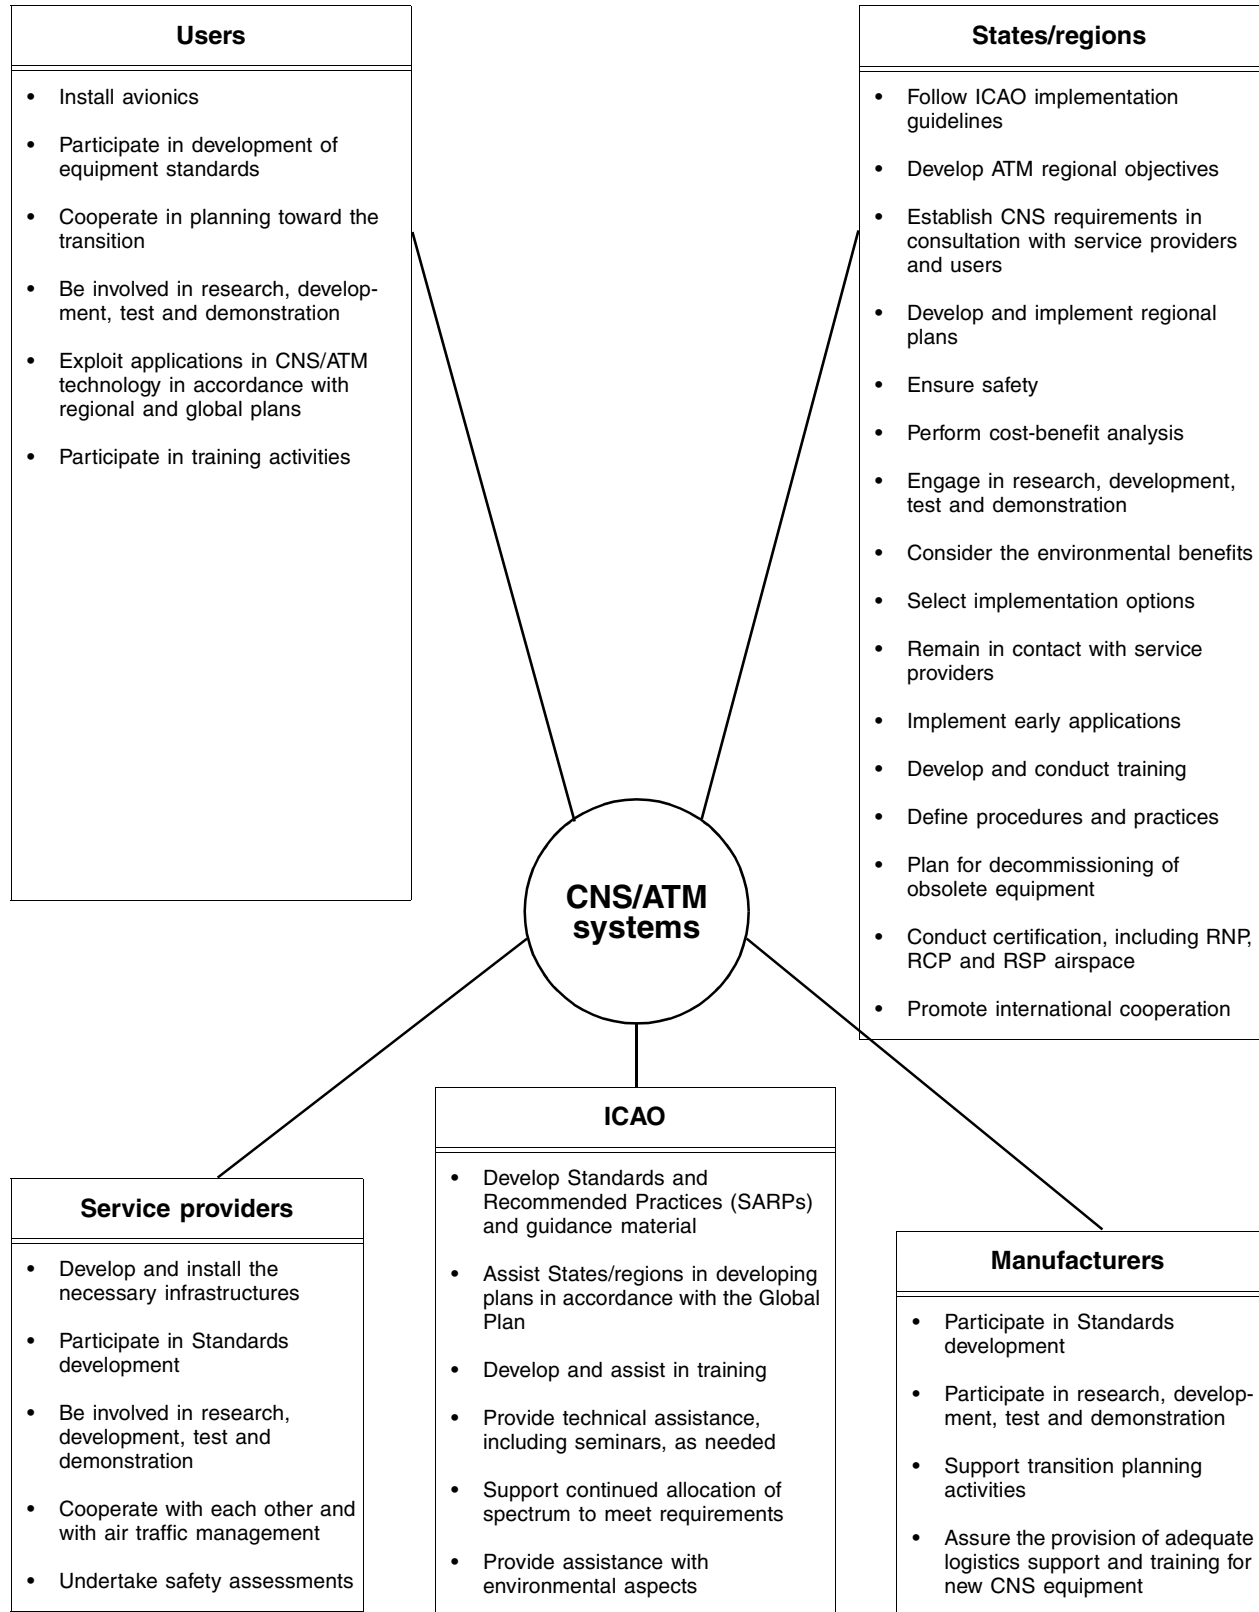 Users
• Install avionics
• Participate in development of
equipment standards
• Cooperate in planning toward the
transition
• Be involved in research, develop-
ment, test and demonstration
• Exploit applications in CNS/ATM
technology in accordance with
regional and global plans
• Participate in training activities
States/regions
• Follow ICAO implementation
guidelines
• Develop ATM regional objectives
• Establish CNS requirements in
consultation with service providers
and users
• Develop and implement regional
plans
• Ensure safety
• Perform cost-benefit analysis
• Engage in research, development,
test and demonstration
• Consider the environmental benefits
• Select implementation options
• Remain in contact with service
providers
• Implement early applications
• Develop and conduct training
• Define procedures and practices
• Plan for decommissioning of
obsolete equipment
• Conduct certification, including RNP,
RCP and RSP airspace
• Promote international cooperation
CNS/ATM
systems
Service providers
• Develop and install the
necessary infrastructures
• Participate in Standards
development
• Be involved in research,
development, test and
demonstration
• Cooperate with each other and
with air traffic management
• Undertake safety assessments
ICAO
• Develop Standards and
Recommended Practices (SARPs)
and guidance material
• Assist States/regions in developing
plans in accordance with the Global
Plan
• Develop and assist in training
• Provide technical assistance,
including seminars, as needed
• Support continued allocation of
spectrum to meet requirements
• Provide assistance with
environmental aspects
Manufacturers
• Participate in Standards
development
• Participate in research, develop-
ment, test and demonstration
• Support transition planning
activities
• Assure the provision of adequate
logistics support and training for
new CNS equipment